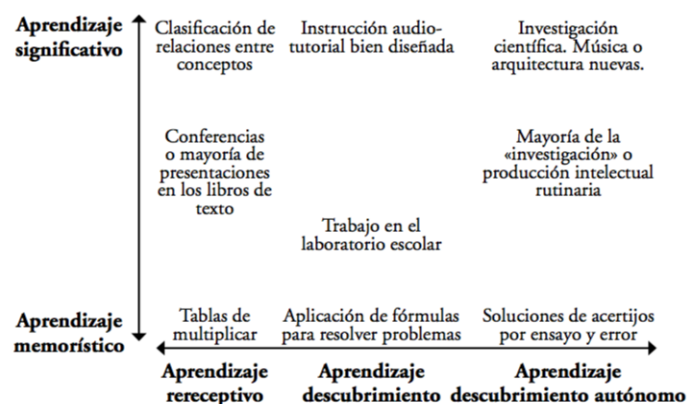 Aprendizaje
significativo
Clasificación de
relaciones entre
conceptos
Instrucción audio-
tutorial bien diseñada
Investigación
científica. Música o
arquitectura nuevas.
Conferencias
o mayoría de
presentaciones
en los libros de
texto
Mayoría de la
«investigación» o
producción intelectual
rutinaria
Trabajo en el
laboratorio escolar
Aprendizaje
memorístico
Tablas de
multiplicar
Aplicación de fórmulas
para resolver problemas
Soluciones de acertijos
por ensayo y error
Aprendizaje
rereceptivo
Aprendizaje
descubrimiento
Aprendizaje
descubrimiento autónomo